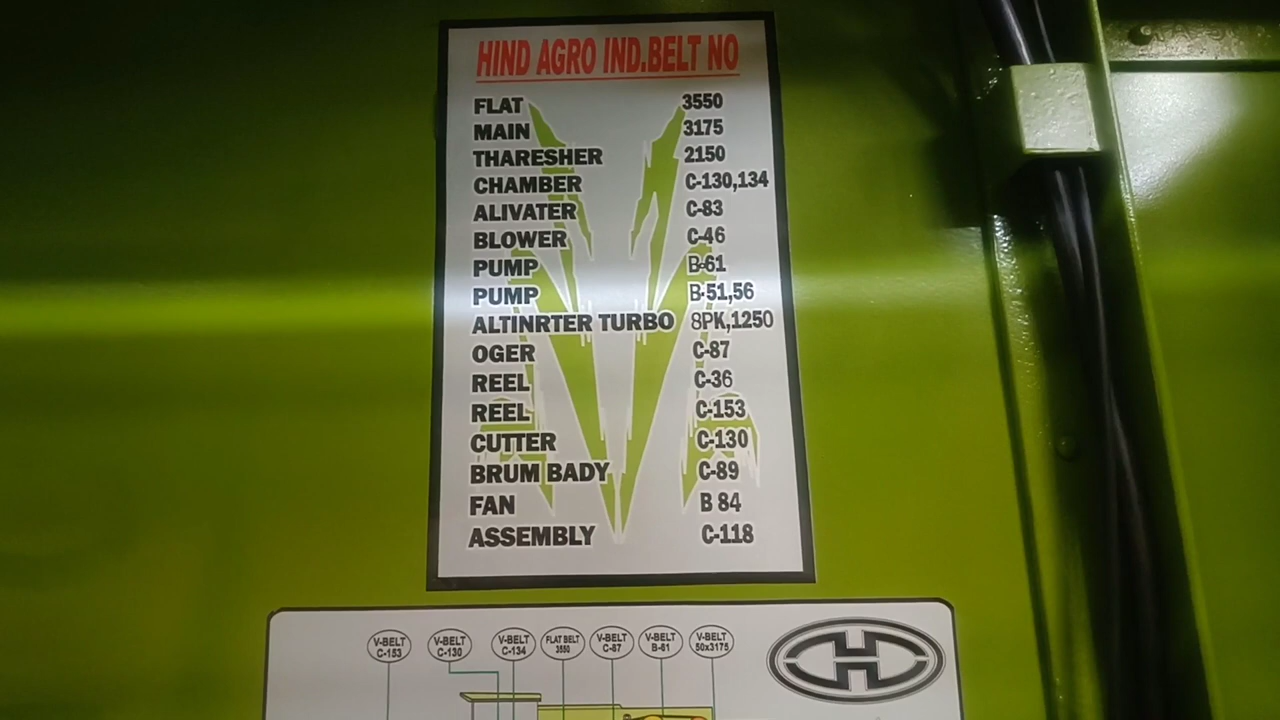 HIND AGRO IND.BELT NO
FLAT 3550
MAIN 3175
THARESHER 2150
CHAMBER C-130,134
ALIVATER C-83
BLOWER C-46
PUMP B-61
PUMP B-51,56
ALTINRTER TURBO 8PK,1250
OGER C-87
REEL C-36
REEL C-153
CUTTER C-130
BRUM BADY C-89
FAN B 84
ASSEMBLY C-118
V-BELT C-153
V-BELT C-130
V-BELT C-134
FLAT BELT 3550
V-BELT C-87
V-BELT B-61
V-BELT 50x3175